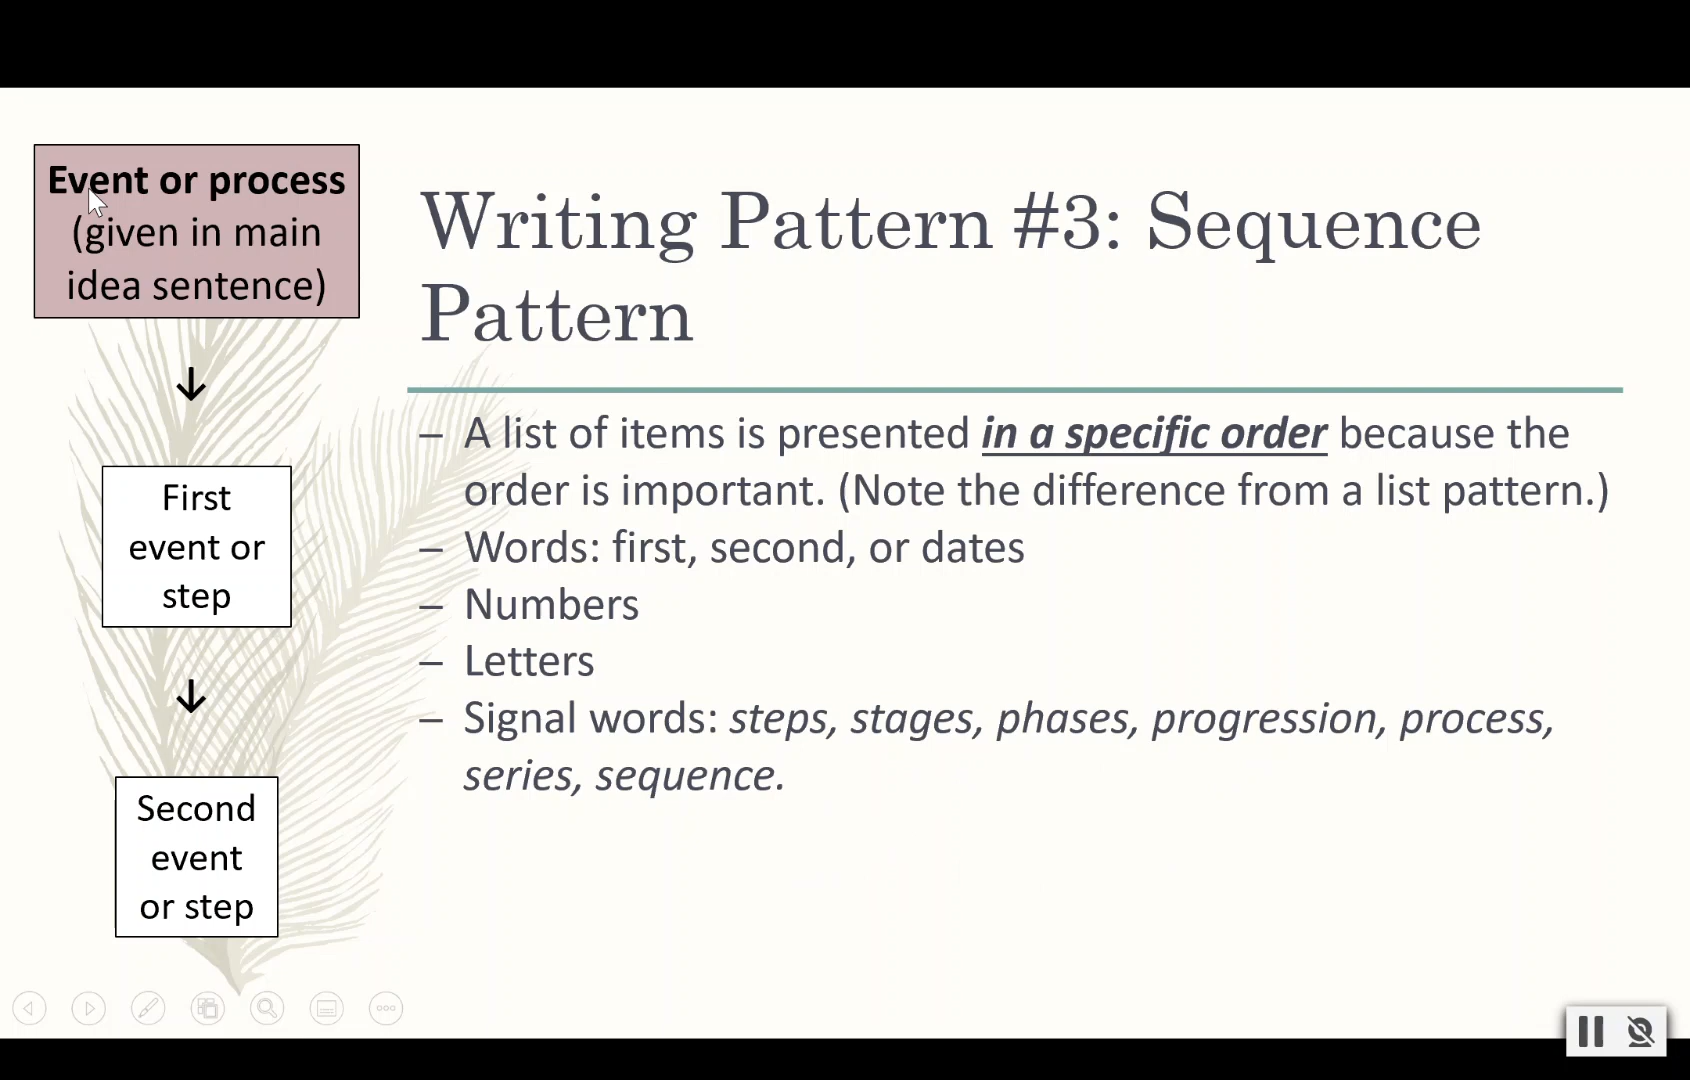 Event or process
(given in main
idea sentence)
↓
First
event or
step
↓
Second
event
or step
Writing Pattern #3: Sequence
Pattern
– A list of items is presented in a specific order because the
order is important. (Note the difference from a list pattern.)
– Words: first, second, or dates
– Numbers
– Letters
– Signal words: steps, stages, phases, progression, process,
series, sequence.